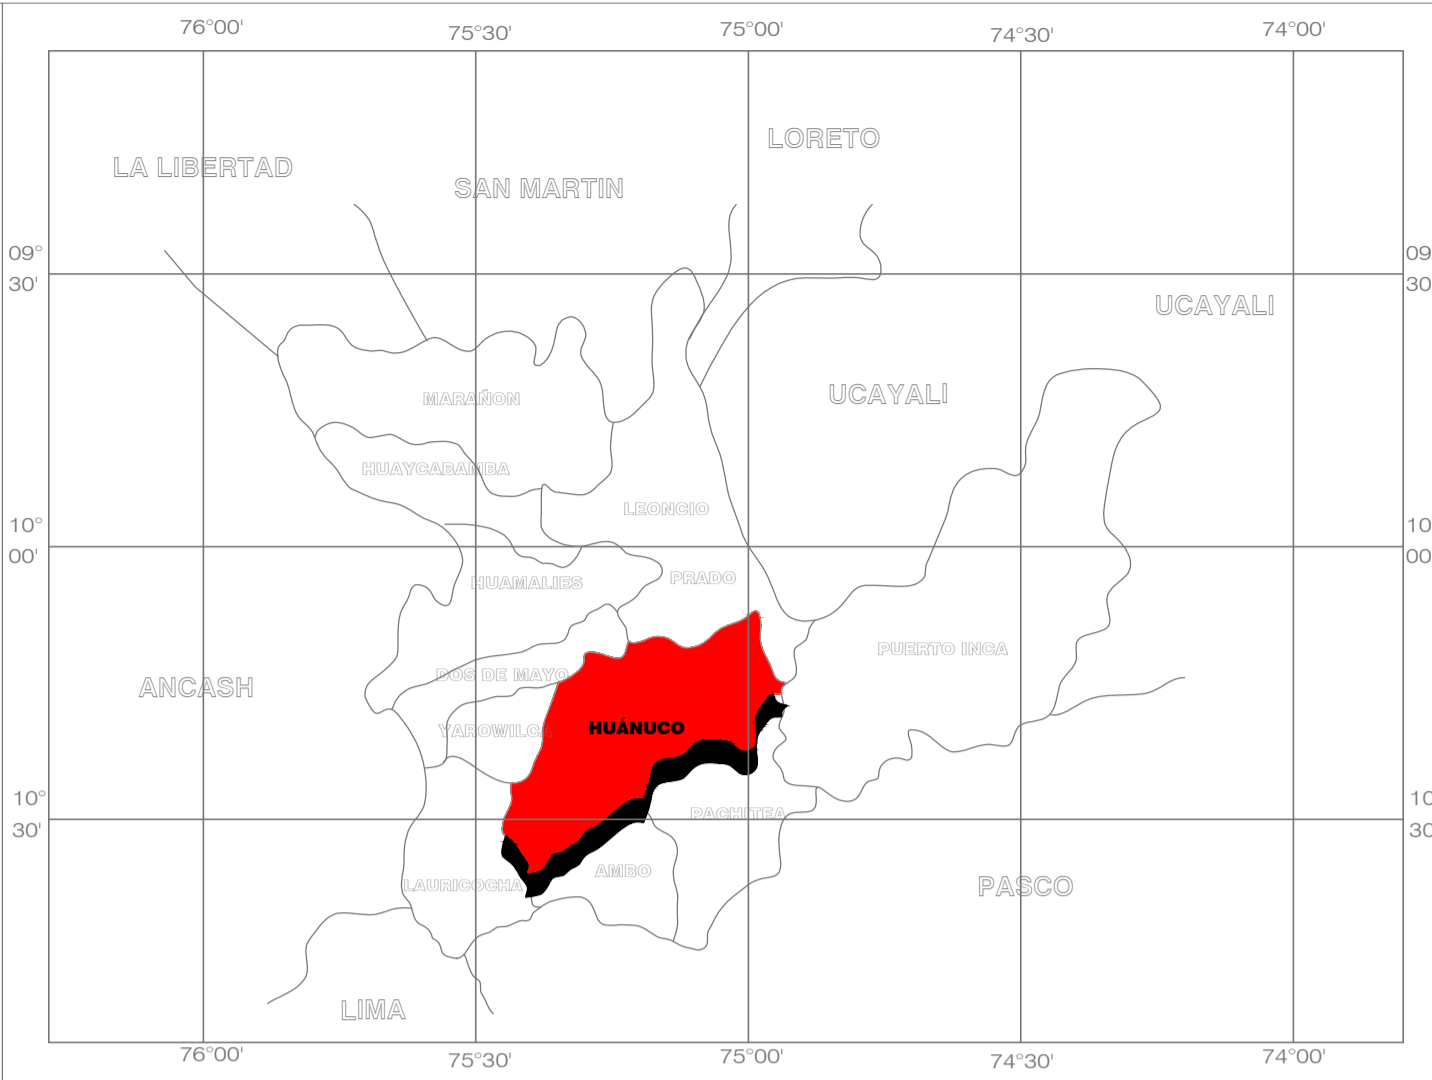 76°00'
75°30'
75°00'
74°30'
74°00'
LORETO
LA LIBERTAD
SAN MARTIN
09°
30'
09
30
UCAYALI
UCAYALI
MARAÑON
HUAYCABAMBA
LEONCIO
10°
00'
10
00
HUAMALIES
PRADO
PUERTO INCA
DOS DE MAYO
ANCASH
YAROWILCA
HUÁNUCO
10°
30'
10
30
PACHITEA
AMBO
LAURICOCHA
PASCO
LIMA
76°00'
75°30'
75°00'
74°30'
74°00'